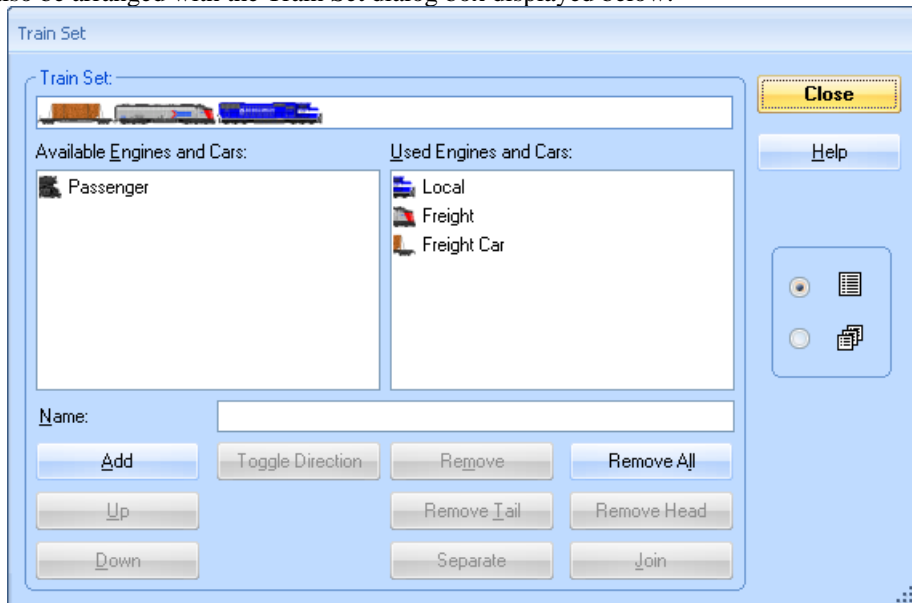 also be arranged with the Train Set dialog box displayed below:
Train Set
Train Set:
Available Engines and Cars:
Used Engines and Cars:
Passenger
Local
Freight
Freight Car
Name:
Add
Toggle Direction
Remove
Remove All
Up
Remove Tail
Remove Head
Down
Separate
Join
Close
Help